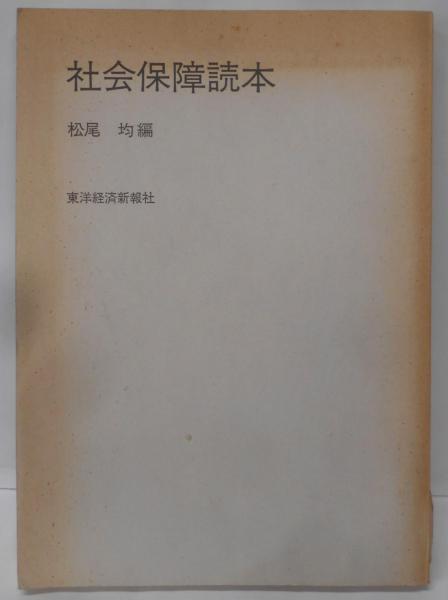 社会保障読本
松尾 均編
東洋経済新報社